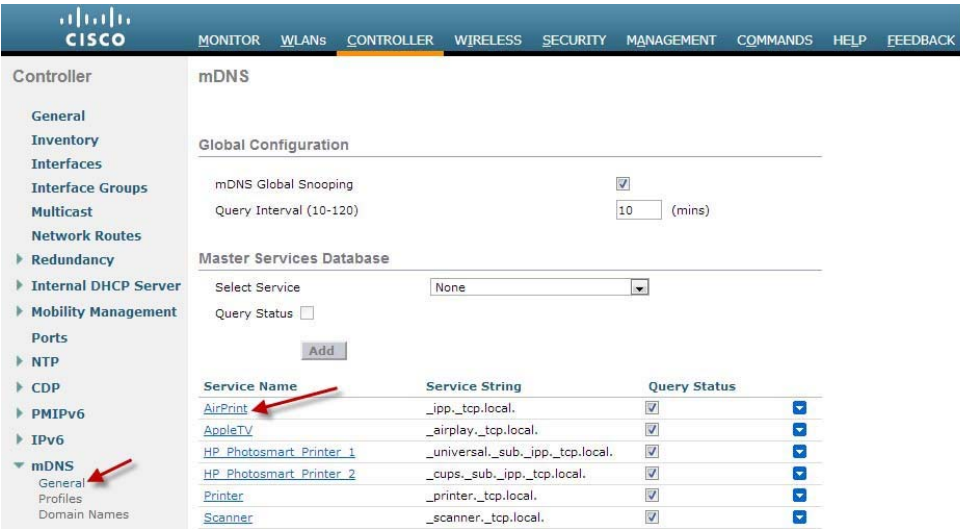 CISCO
MONITOR WLANs CONTROLLER WIRELESS SECURITY MANAGEMENT COMMANDS HELP FEEDBACK
Controller
General
Inventory
Interfaces
Interface Groups
Multicast
Network Routes
Redundancy
Internal DHCP Server
Mobility Management
Ports
NTP
CDP
PMIPv6
IPv6
mDNS
General
Profiles
Domain Names
mDNS
Global Configuration
mDNS Global Snooping
Query Interval (10-120) 10 (mins)
Master Services Database
Select Service None
Query Status
Add
Service Name Service String Query Status
AirPrint _ipp._tcp.local.
AppleTV _airplay._tcp.local.
HP_Photosmart_Printer_1 _universal._sub._ipp._tcp.local.
HP_Photosmart_Printer_2 _cups._sub._ipp._tcp.local.
Printer _printer._tcp.local.
Scanner _scanner._tcp.local.